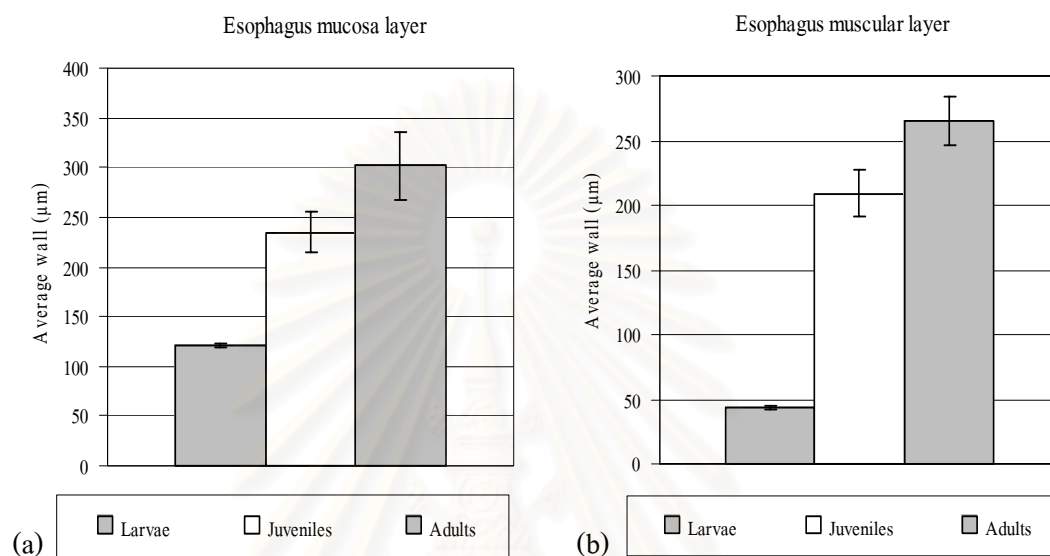 Esophagus mucosa layer
400
350
300
250
200
150
100
50
0
Average wall (µm)
Larvae Juveniles Adults
(a)
Esophagus muscular layer
300
250
200
150
100
50
0
Average wall (µm)
Larvae Juveniles Adults
(b)